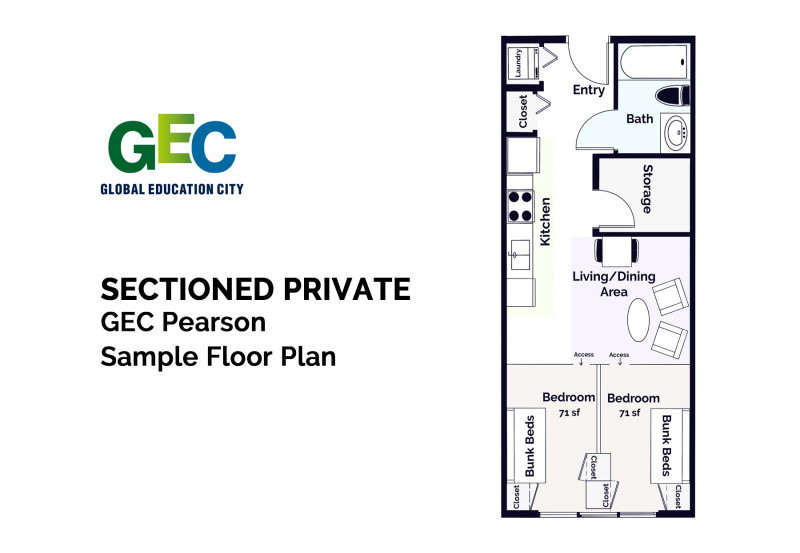 GEC
GLOBAL EDUCATION CITY
SECTIONED PRIVATE
GEC Pearson
Sample Floor Plan
Laundry
Entry
Closet
Bath
Kitchen
Storage
Living/Dining
Area
Access
Access
Bedroom
71 sf
Bedroom
71 sf
Bunk Beds
Bunk Beds
Closet
Closet
Closet
Closet